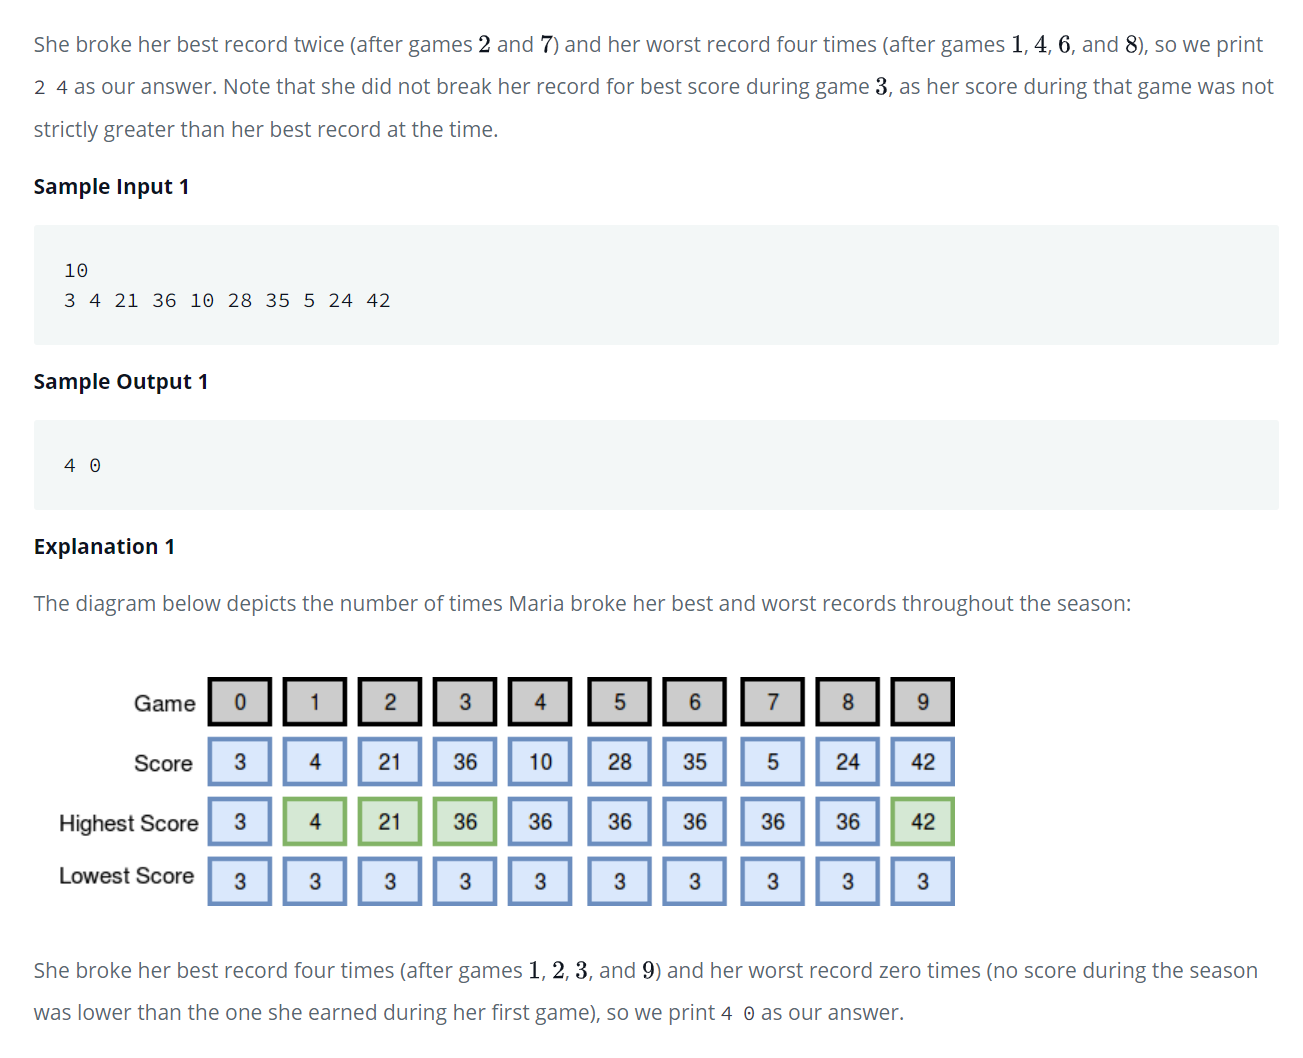 She broke her best record twice (after games 2 and 7) and her worst record four times (after games 1, 4, 6, and 8), so we print
2 4 as our answer. Note that she did not break her record for best score during game 3, as her score during that game was not
strictly greater than her best record at the time.
Sample Input 1
10
3 4 21 36 10 28 35 5 24 42
Sample Output 1
4 0
Explanation 1
The diagram below depicts the number of times Maria broke her best and worst records throughout the season:
Game 0 1 2 3 4 5 6 7 8 9
Score 3 4 21 36 10 28 35 5 24 42
Highest Score 3 4 21 36 36 36 36 36 36 42
Lowest Score 3 3 3 3 3 3 3 3 3 3
She broke her best record four times (after games 1, 2, 3, and 9) and her worst record zero times (no score during the season
was lower than the one she earned during her first game), so we print 4 0 as our answer.